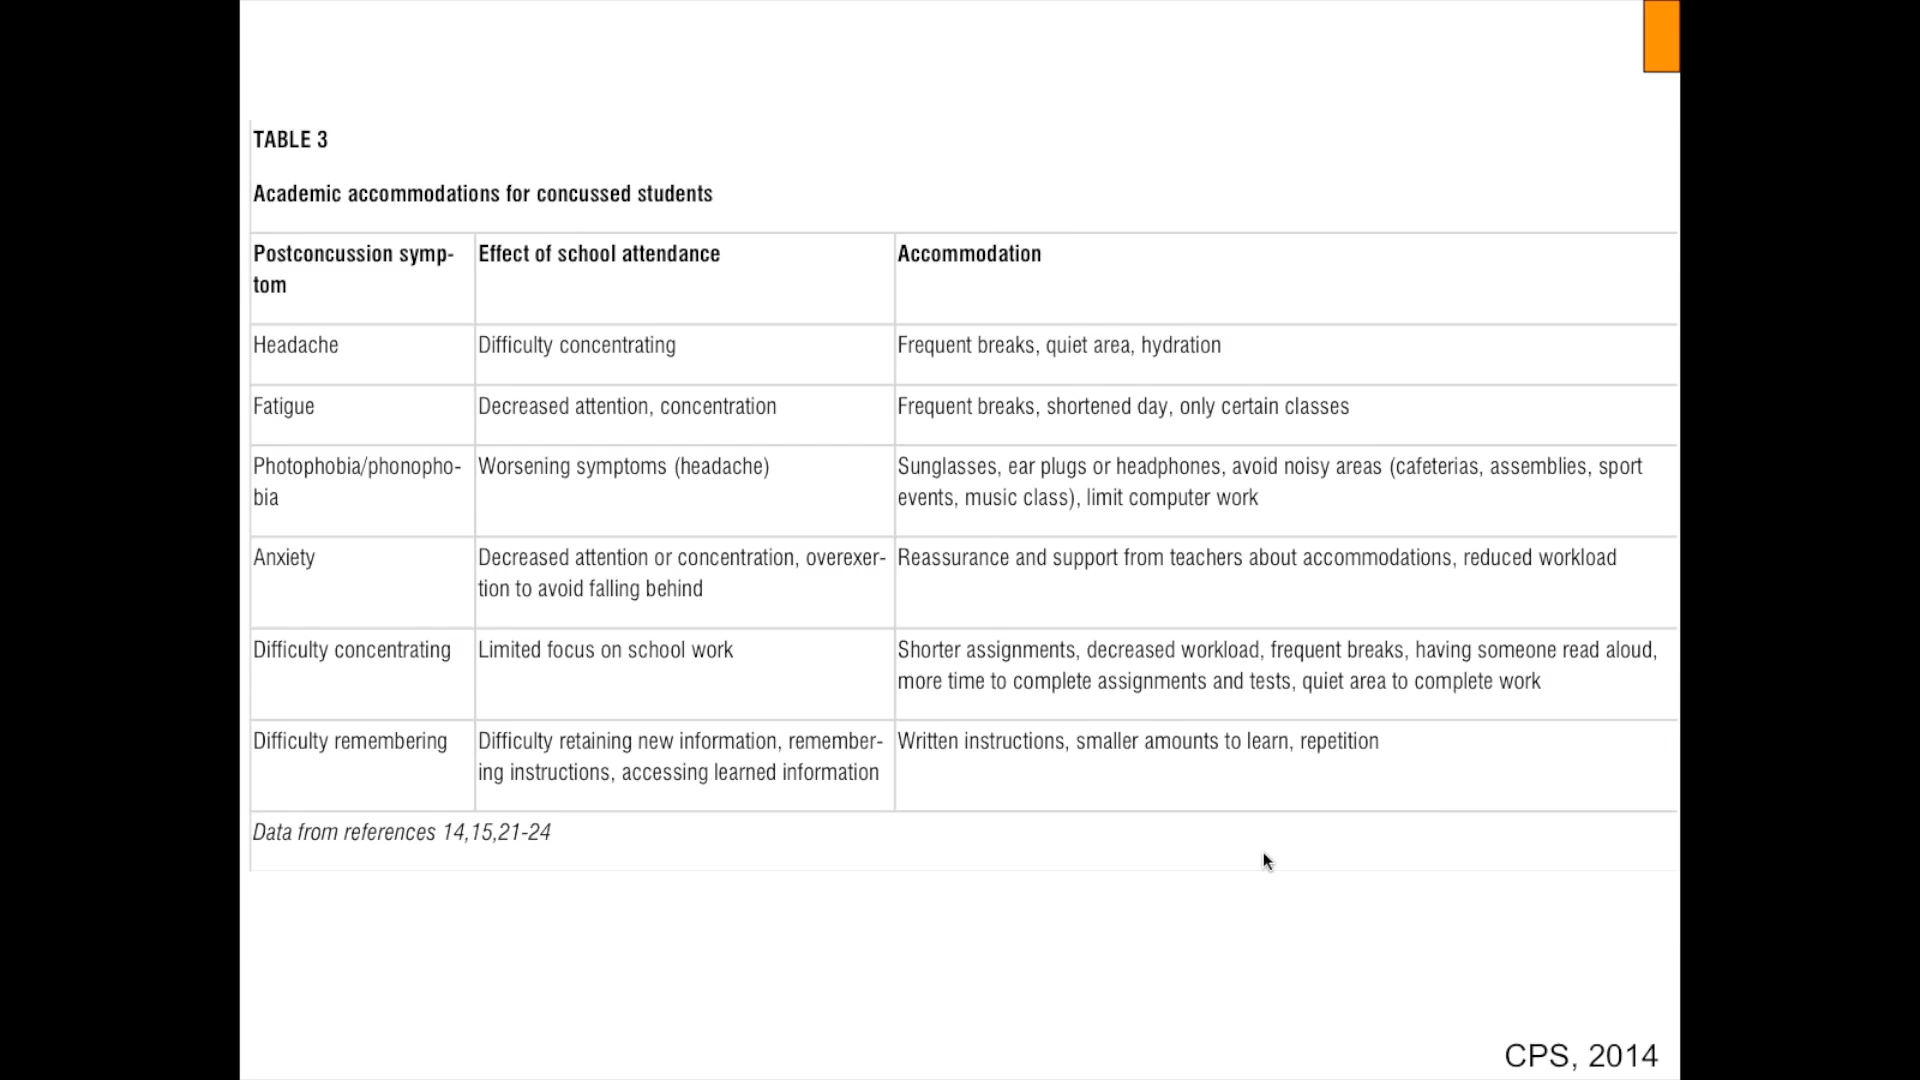 TABLE 3
Academic accommodations for concussed students
Postconcussion symp-
tom
Effect of school attendance
Accommodation
Headache
Difficulty concentrating
Frequent breaks, quiet area, hydration
Fatigue
Decreased attention, concentration
Frequent breaks, shortened day, only certain classes
Photophobia/phonopho-
bia
Worsening symptoms (headache)
Sunglasses, ear plugs or headphones, avoid noisy areas (cafeterias, assemblies, sport
events, music class), limit computer work
Anxiety
Decreased attention or concentration, overexer-
tion to avoid falling behind
Reassurance and support from teachers about accommodations, reduced workload
Difficulty concentrating
Limited focus on school work
Shorter assignments, decreased workload, frequent breaks, having someone read aloud,
more time to complete assignments and tests, quiet area to complete work
Difficulty remembering
Difficulty retaining new information, remember-
ing instructions, accessing learned information
Written instructions, smaller amounts to learn, repetition
Data from references 14,15,21-24
CPS, 2014